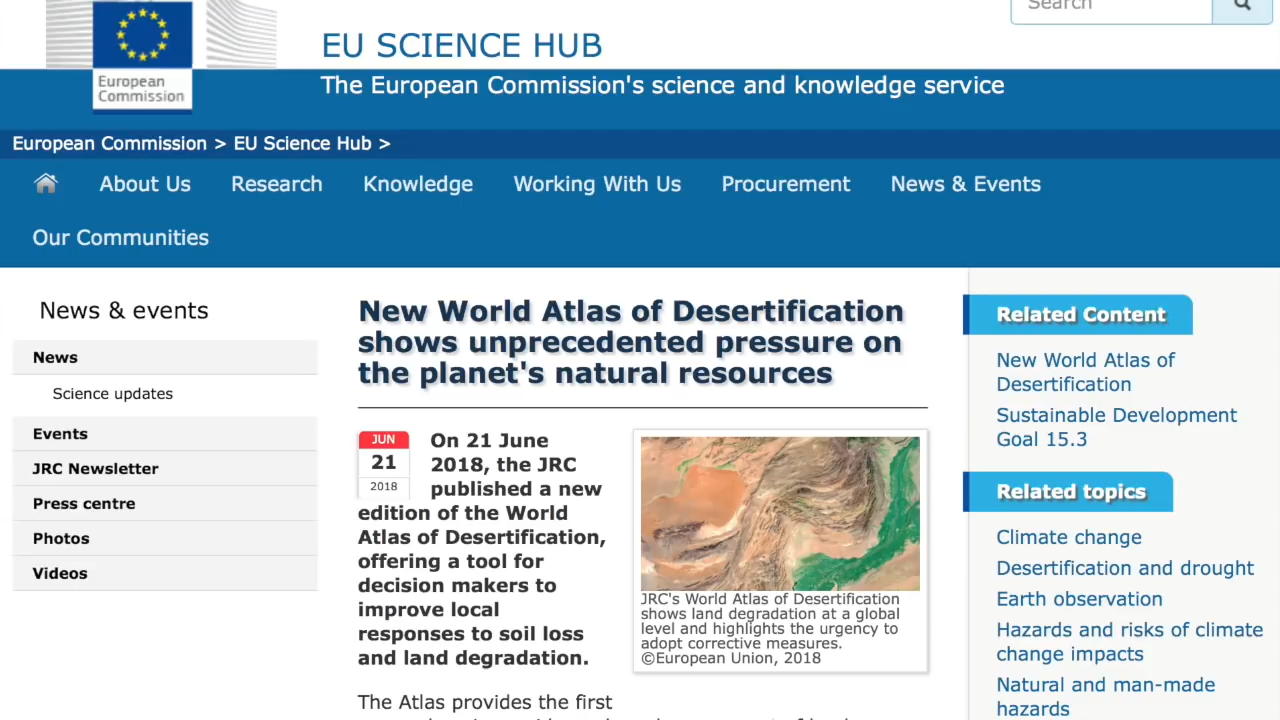 Search
EU SCIENCE HUB
European
Commission
The European Commission's science and knowledge service
European Commission > EU Science Hub >
About Us
Research
Knowledge
Working With Us
Procurement
News & Events
Our Communities
News & events
News
Science updates
Events
JRC Newsletter
Press centre
Photos
Videos
New World Atlas of Desertification
shows unprecedented pressure on
the planet's natural resources
JUN
21
2018
On 21 June
2018, the JRC
published a new
edition of the World
Atlas of Desertification,
offering a tool for
decision makers to
improve local
responses to soil loss
and land degradation.
JRC's World Atlas of Desertification
shows land degradation at a global
level and highlights the urgency to
adopt corrective measures.
©European Union, 2018
The Atlas provides the first
Related Content
New World Atlas of
Desertification
Sustainable Development
Goal 15.3
Related topics
Climate change
Desertification and drought
Earth observation
Hazards and risks of climate
change impacts
Natural and man-made
hazards